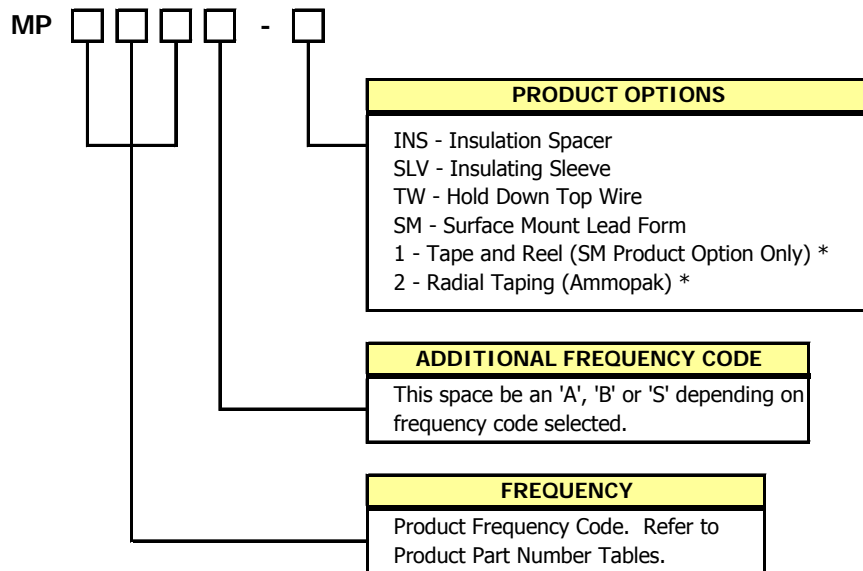 MP -
PRODUCT OPTIONS
INS - Insulation Spacer
SLV - Insulating Sleeve
TW - Hold Down Top Wire
SM - Surface Mount Lead Form
1 - Tape and Reel (SM Product Option Only) *
2 - Radial Taping (Ammopak) *
ADDITIONAL FREQUENCY CODE
This space be an 'A', 'B' or 'S' depending on
frequency code selected.
FREQUENCY
Product Frequency Code. Refer to
Product Part Number Tables.